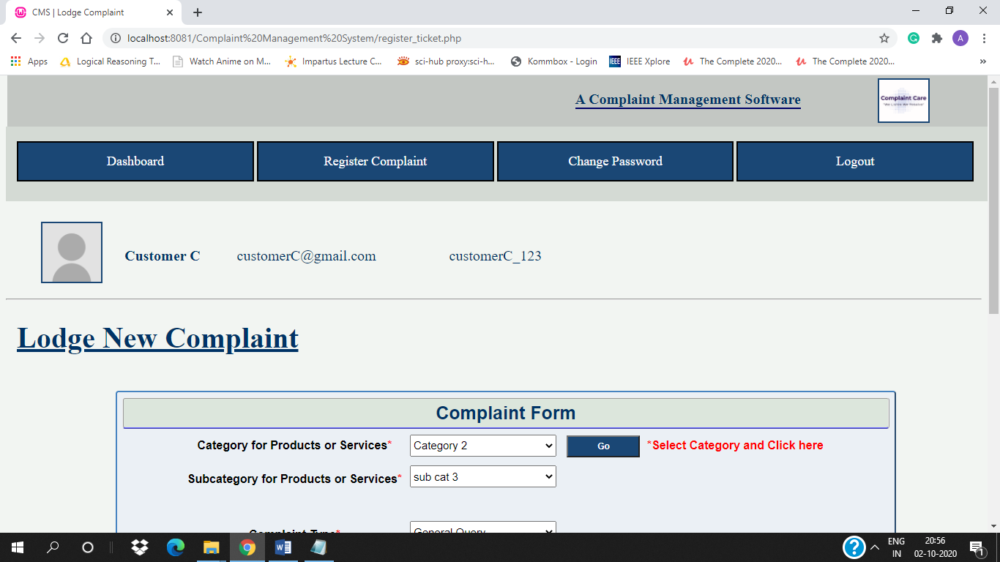 CMS | Lodge Complaint
localhost:8081/Complaint%20Management%20System/register_ticket.php
A
Apps Logical Reasoning T... Watch Anime on M... Impartus Lecture C... sci-hub proxy:sci-h... Kommbox - Login IEEE IEEE Xplore The Complete 2020... The Complete 2020... »
A Complaint Management Software
Complaint Care
Dashboard Register Complaint Change Password Logout
Customer C customerC@gmail.com customerC_123
Lodge New Complaint
Complaint Form
Category for Products or Services* Category 2 Go *Select Category and Click here
Subcategory for Products or Services* sub cat 3
Complaint Type* General Query
ENG 20:56
IN 02-10-2020 1